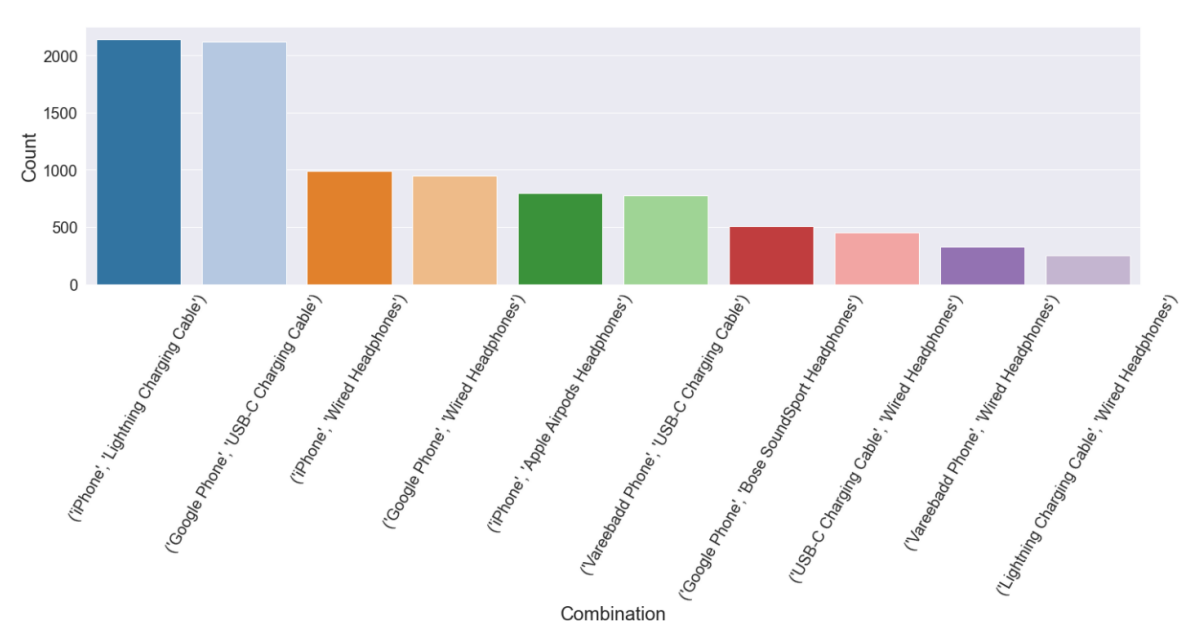 2000
1500
1000
500
0
Count
('iPhone', 'Lightning Charging Cable')
('Google Phone', 'USB-C Charging Cable')
('iPhone', 'Wired Headphones')
('Google Phone', 'Wired Headphones')
('iPhone', 'Apple Airpods Headphones')
('Vareebadd Phone', 'USB-C Charging Cable')
('Google Phone', 'Bose SoundSport Headphones')
('USB-C Charging Cable', 'Wired Headphones')
('Vareebadd Phone', 'Wired Headphones')
('Lightning Charging Cable', 'Wired Headphones')
Combination